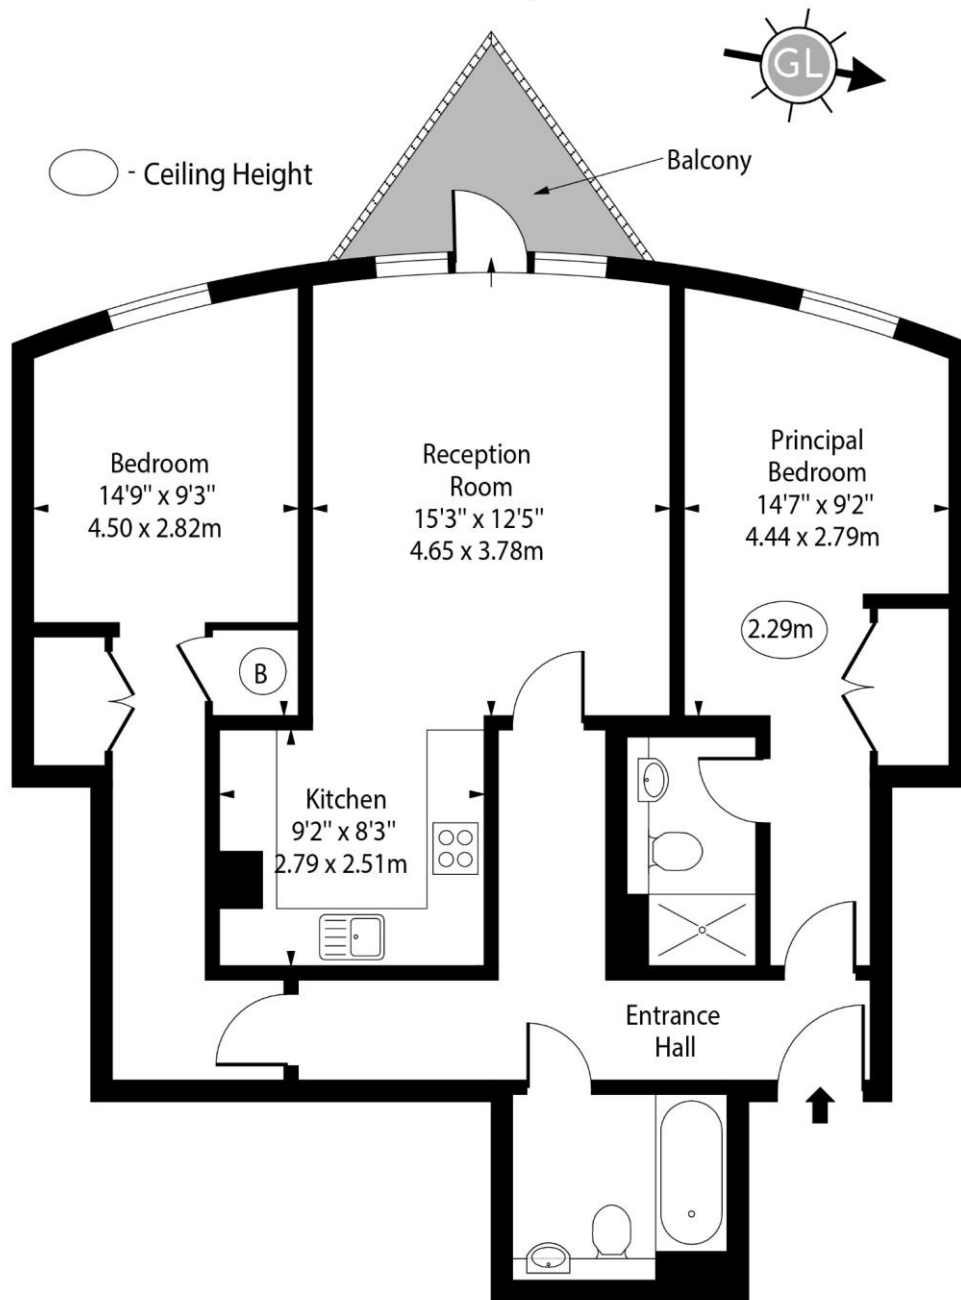 GL
Balcony
- Ceiling Height
Bedroom
14'9" x 9'3"
4.50 x 2.82m
Reception
Room
15'3" x 12'5"
4.65 x 3.78m
Principal
Bedroom
14'7" x 9'2"
4.44 x 2.79m
2.29m
B
Kitchen
9'2" x 8'3"
2.79 x 2.51m
Entrance
Hall